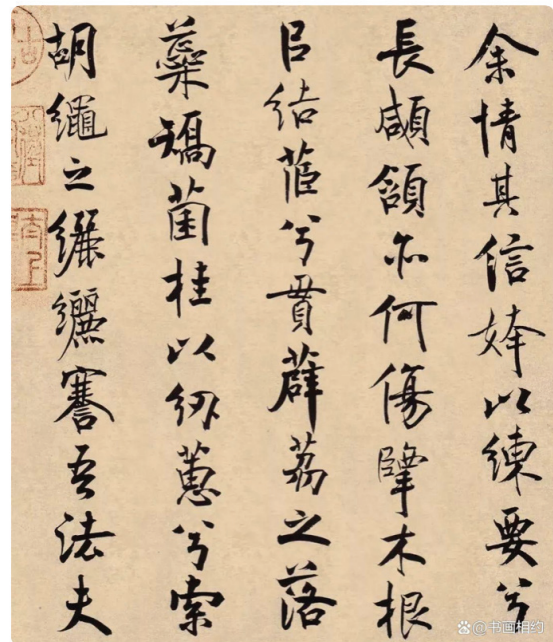 余情其信姱以練要兮
長顑頷亦何傷擥木根
㠯結茝兮貫薜荔之落
蘂矯菌桂以紉蕙兮索
胡繩之纚纚謇吾法夫
@书画相约